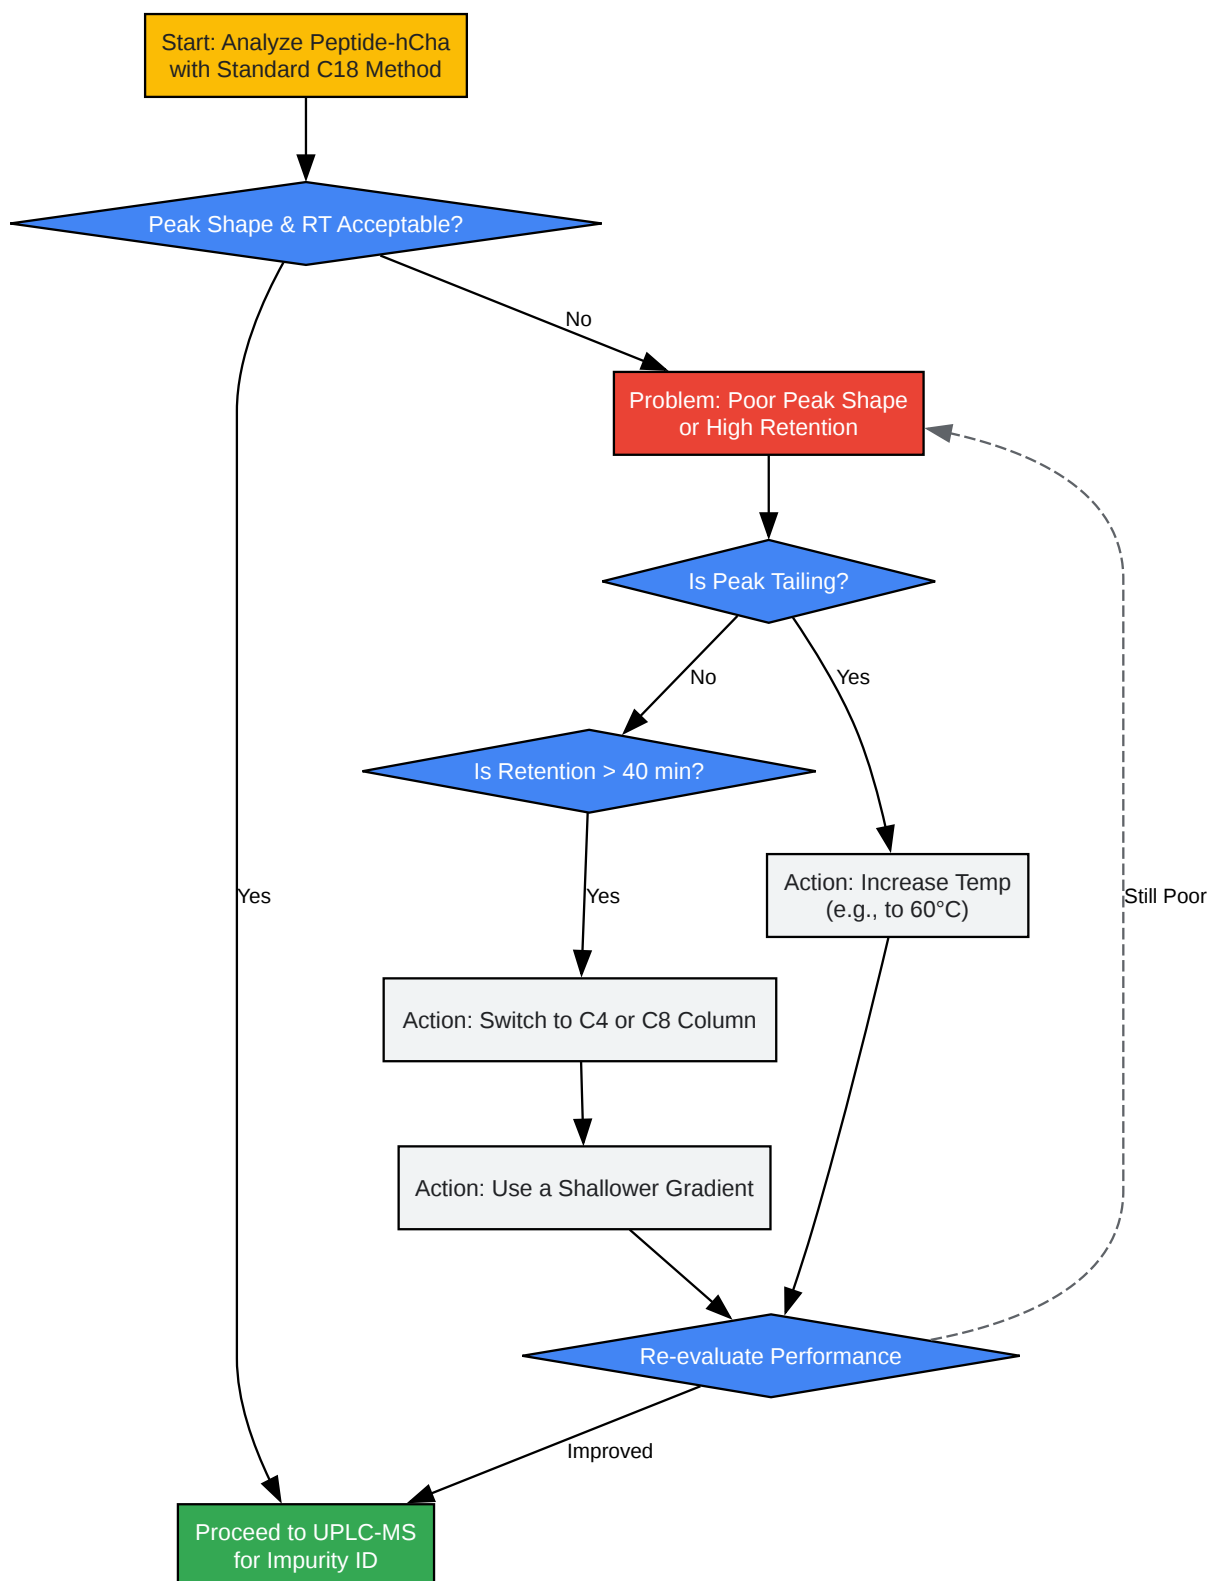 Start: Analyze Peptide-hCha
with Standard C18 Method
Peak Shape & RT Acceptable?
No
Problem: Poor Peak Shape
or High Retention
Is Peak Tailing?
No
Yes
Is Retention > 40 min?
Action: Increase Temp
(e.g., to 60°C)
Yes
Yes
Still Poor
Action: Switch to C4 or C8 Column
Action: Use a Shallower Gradient
Re-evaluate Performance
Improved
Proceed to UPLC-MS
for Impurity ID